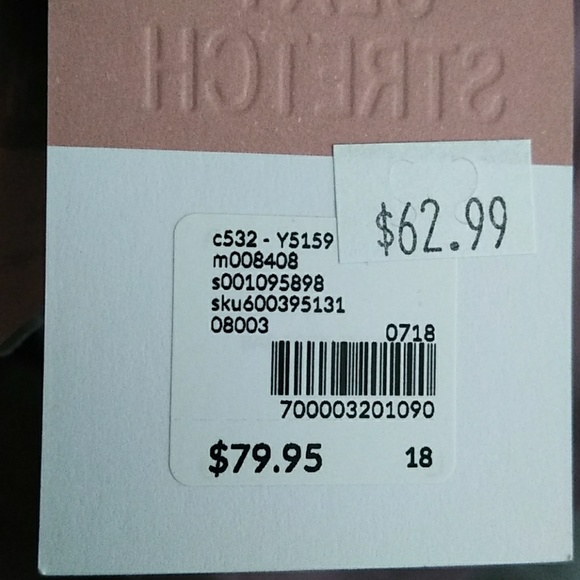 STRETCH
$62.99
c532 - Y5159
m008408
s001095898
sku600395131
08003
0718
700003201090
$79.95
18